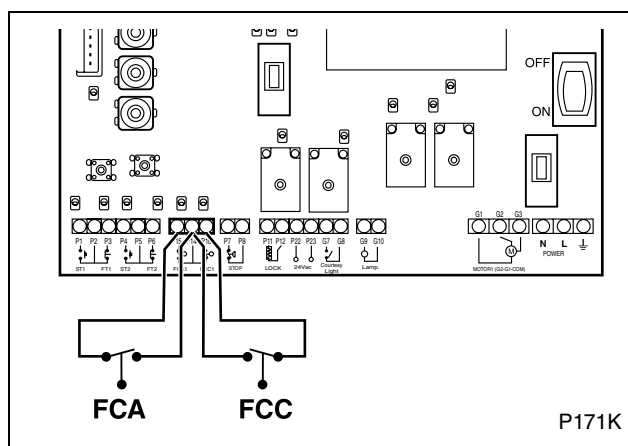 OFF
ON
P1 P2 P3 P4 P5 P6 P7 P8 P11 P12 P22 P23 G7 G8 G9 G10 G1 G2 G3 N L
ST1 FT1 ST2 FT2 STOP LOCK 24Vac Courtesy Light Lamp. MOTOR1 (G2-G1-COM) POWER
M
FCA FCC
P171K